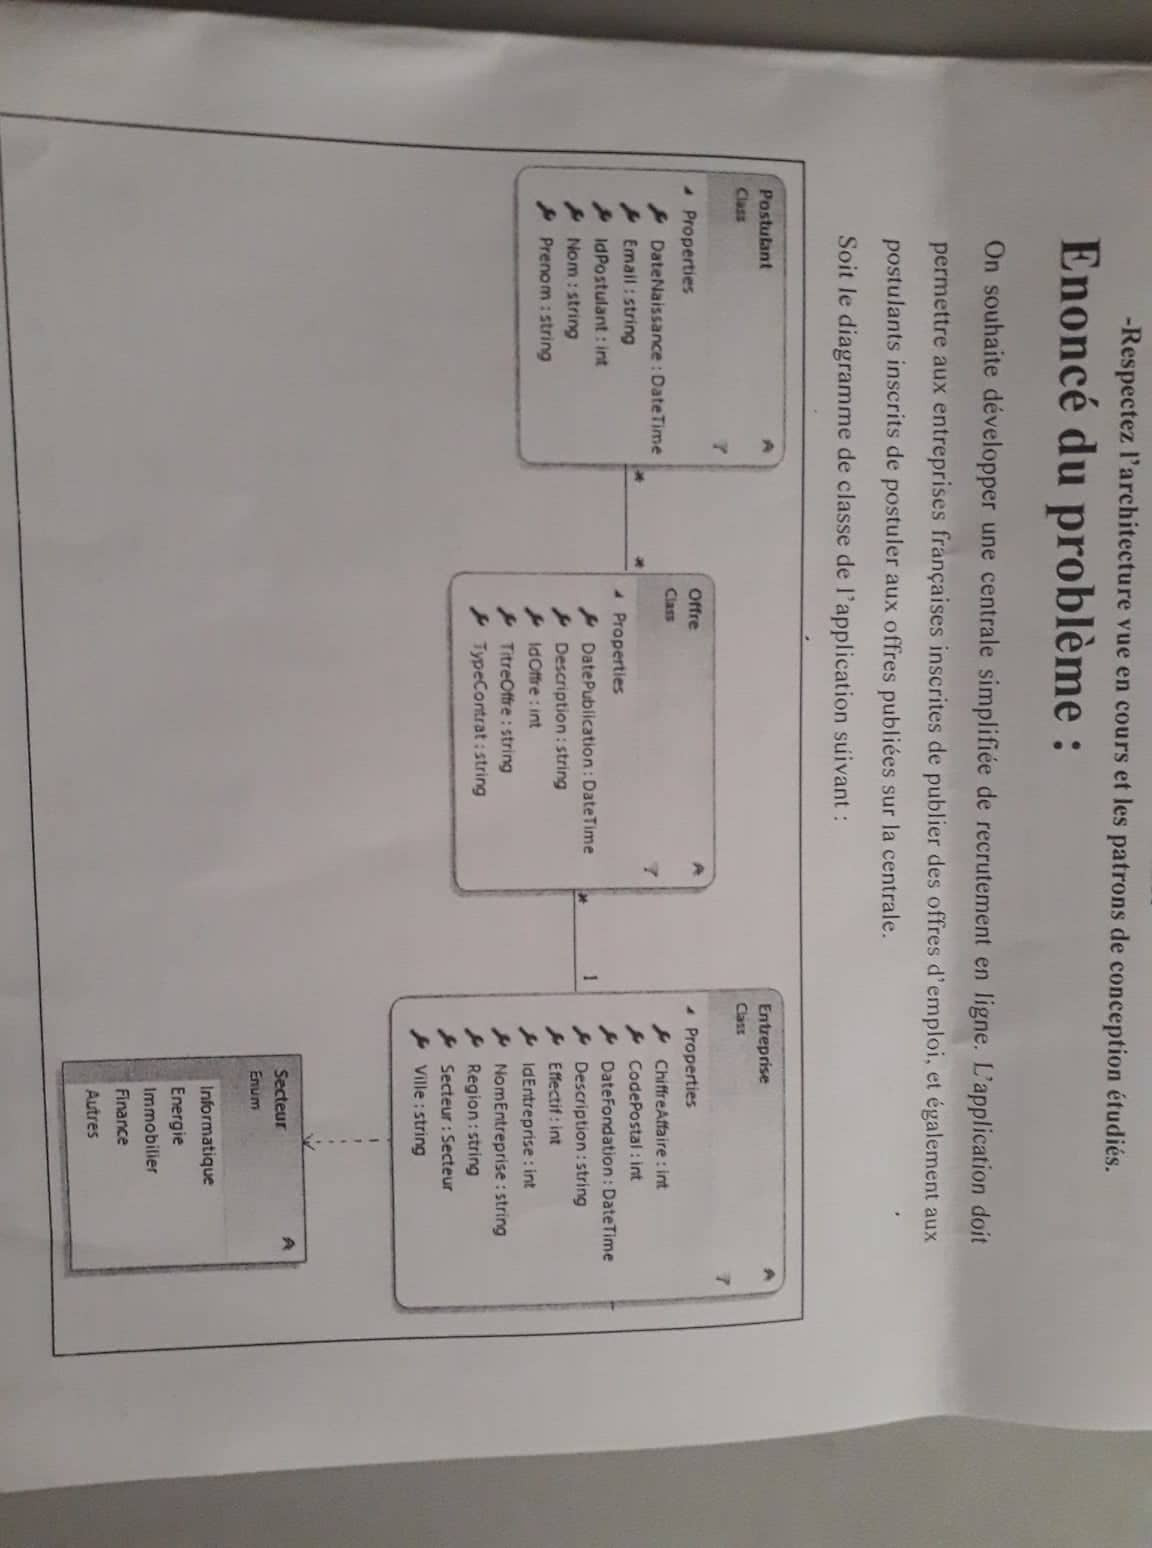 -Respectez l'architecture vue en cours et les patrons de conception étudiés.
Enoncé du problème :
On souhaite développer une centrale simplifiée de recrutement en ligne. L'application doit
permettre aux entreprises françaises inscrites de publier des offres d'emploi, et également aux
postulants inscrits de postuler aux offres publiées sur la centrale.
Soit le diagramme de classe de l'application suivant :
Postulant
Class
Properties
DateNaissance : DateTime
Email : string
IdPostulant : int
Nom : string
Prenom : string
*
*
Offre
Class
Properties
DatePublication : DateTime
Description : string
IdOffre : int
TitreOffre : string
TypeContrat : string
*
1
Entreprise
Class
Properties
ChiffreAffaire : int
CodePostal : int
DateFondation : DateTime
Description : string
Effectif : int
IdEntreprise : int
NomEntreprise : string
Region : string
Secteur : Secteur
Ville : string
Secteur
Enum
Informatique
Energie
Immobilier
Finance
Autres